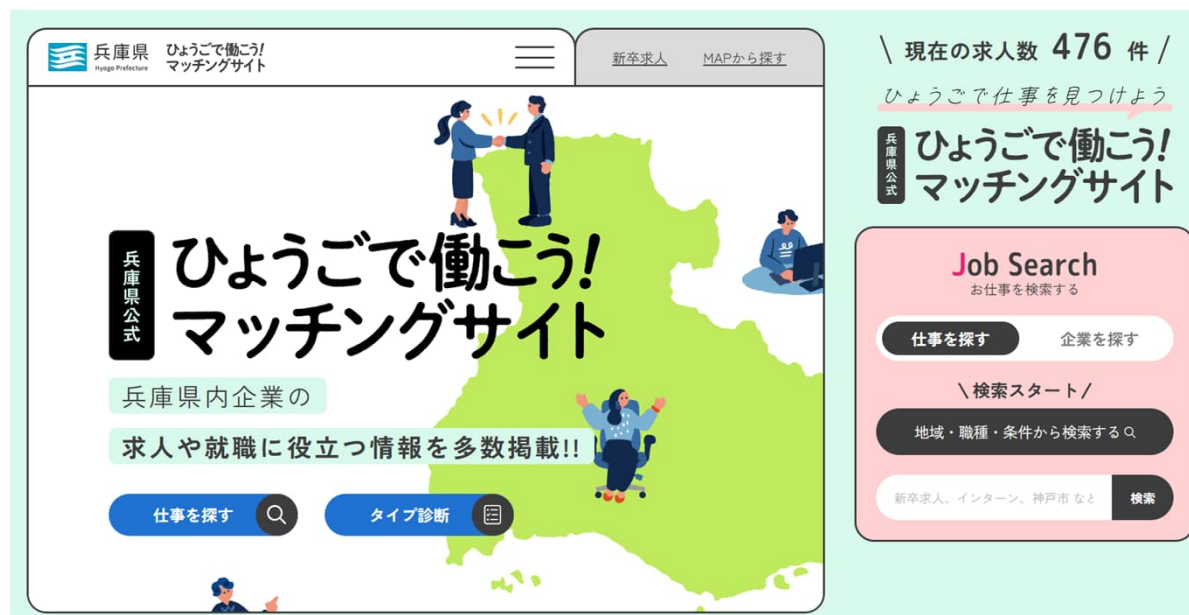 兵庫県
Hyogo Prefecture
ひょうごで働こう!
マッチングサイト
新卒求人
MAPから探す
兵庫県公式
ひょうごで働こう!
マッチングサイト
兵庫県内企業の
求人や就職に役立つ情報を多数掲載!!
仕事を探す
タイプ診断
\ 現在の求人数 476 件 /
ひょうごで仕事を見つけよう
兵庫県公式
ひょうごで働こう!
マッチングサイト
Job Search
お仕事を検索する
仕事を探す
企業を探す
\ 検索スタート /
地域・職種・条件から検索する
新卒求人、インターン、神戸市 など
検索